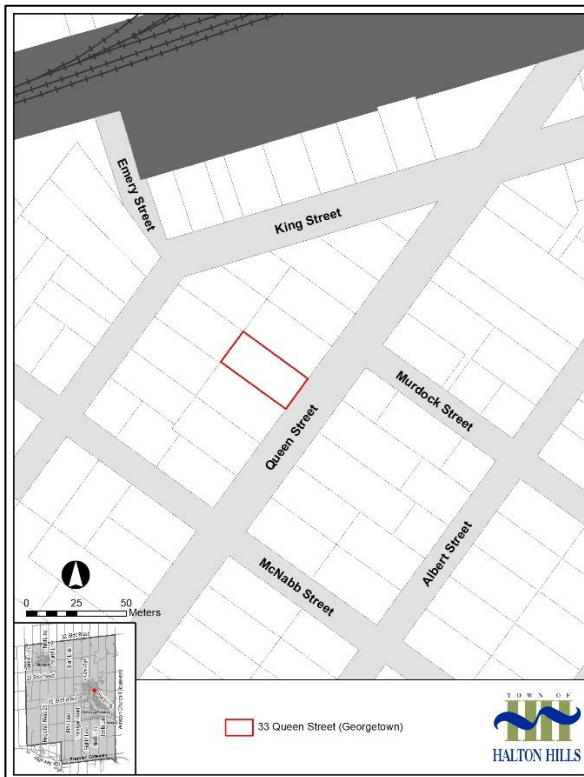 Emery Street
King Street
Queen Street
Murdock Street
McNabb Street
Albert Street
0 25 50
Meters
33 Queen Street (Georgetown)
TOWN OF
HALTON HILLS